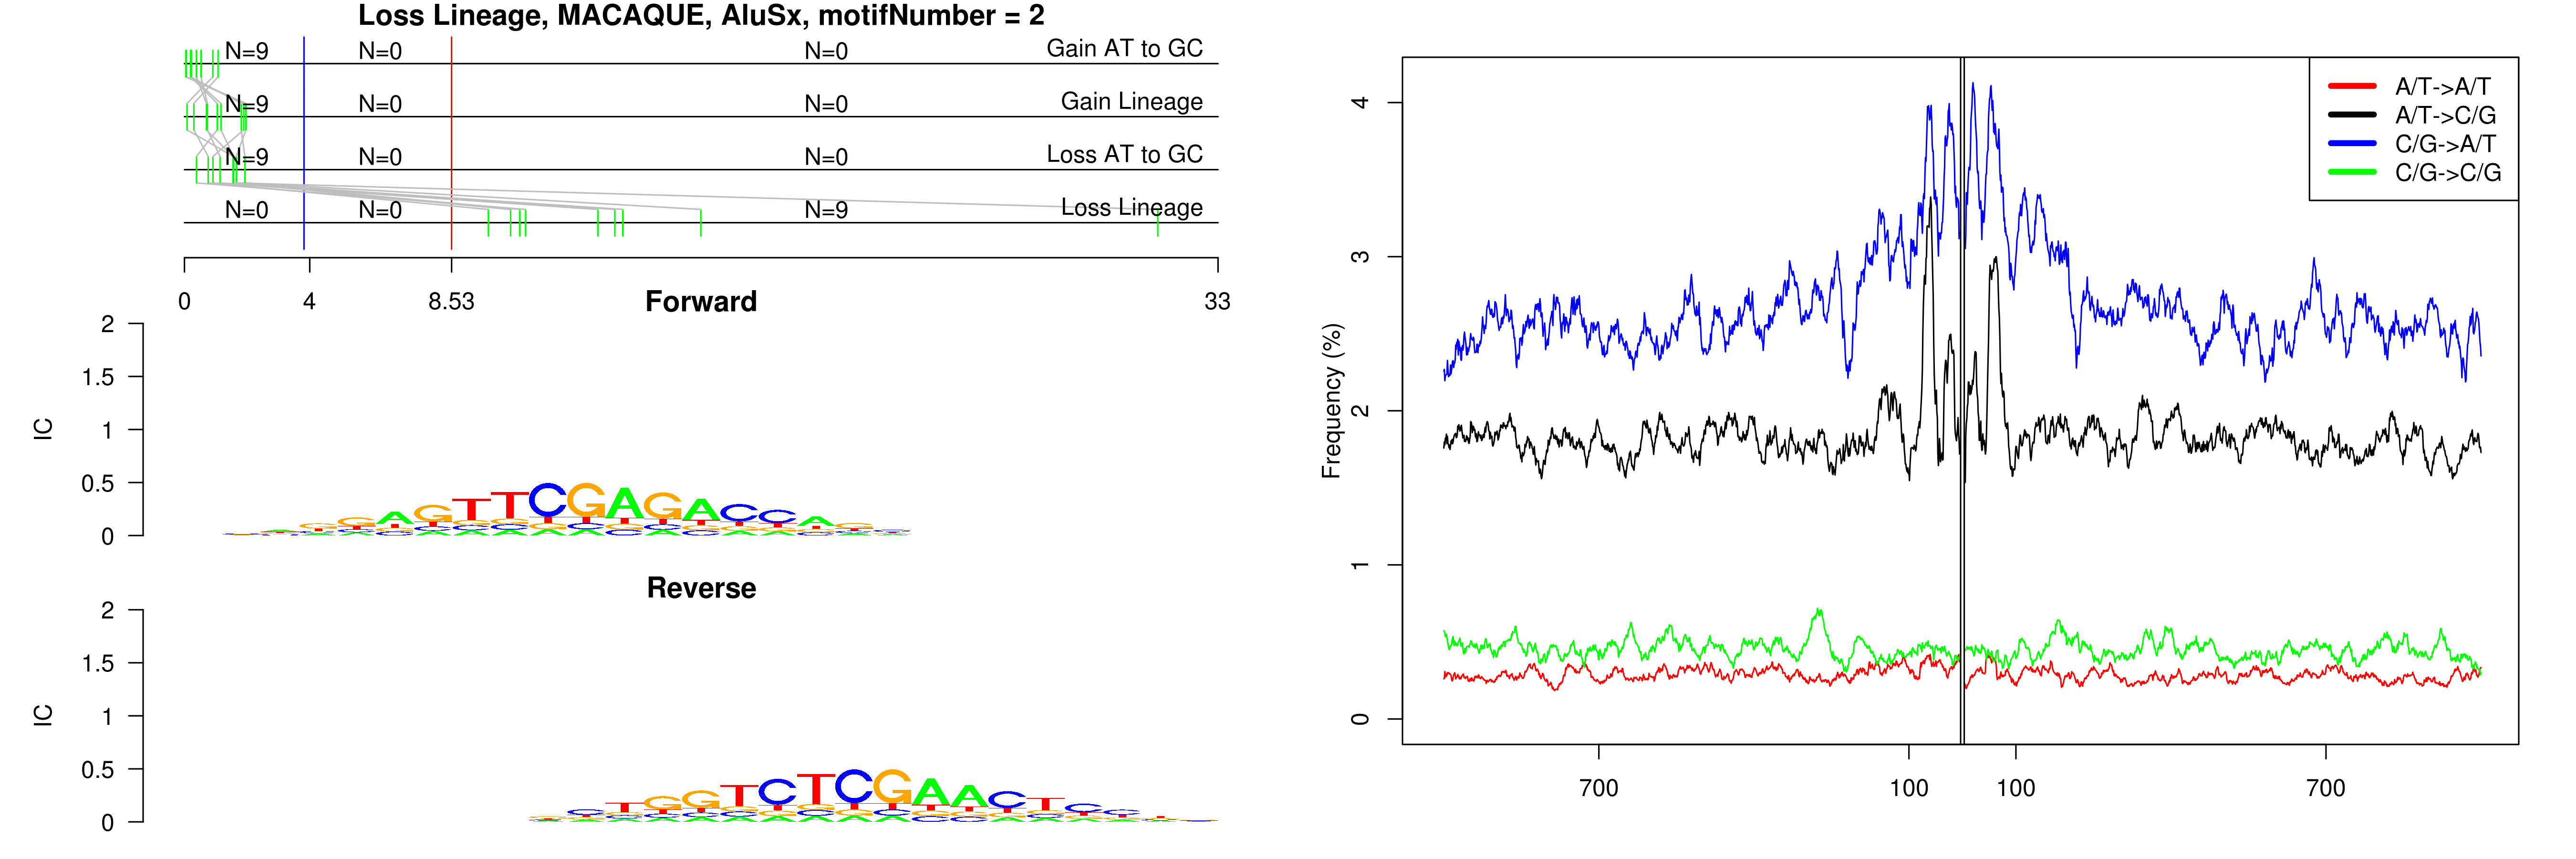 Loss Lineage, MACAQUE, AluSx, motifNumber = 2
N=9 N=0 N=0 Gain AT to GC
N=9 N=0 N=0 Gain Lineage
N=9 N=0 N=0 Loss AT to GC
N=0 N=0 N=9 Loss Lineage
0 4 8.53 33
Forward
2
1.5
1
0.5
0
IC
GAGTTCGAGACCAG
Reverse
2
1.5
1
0.5
0
IC
CTGGTCTCGAACTCC
Frequency (%)
4
3
2
1
0
700 100 100 700
A/T->A/T
A/T->C/G
C/G->A/T
C/G->C/G